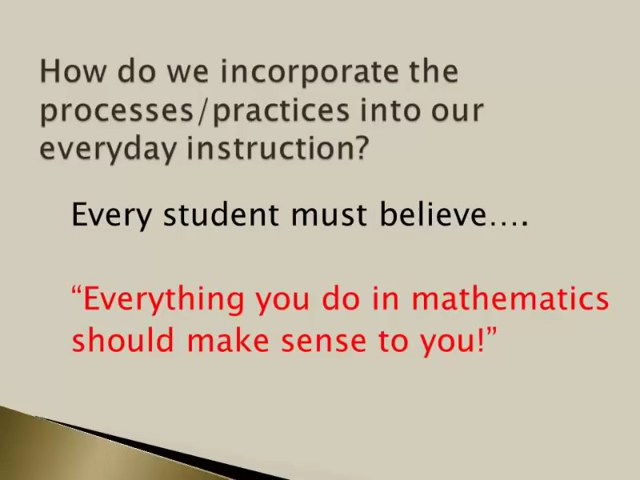 How do we incorporate the
processes/practices into our
everyday instruction?
Every student must believe….
“Everything you do in mathematics
should make sense to you!”